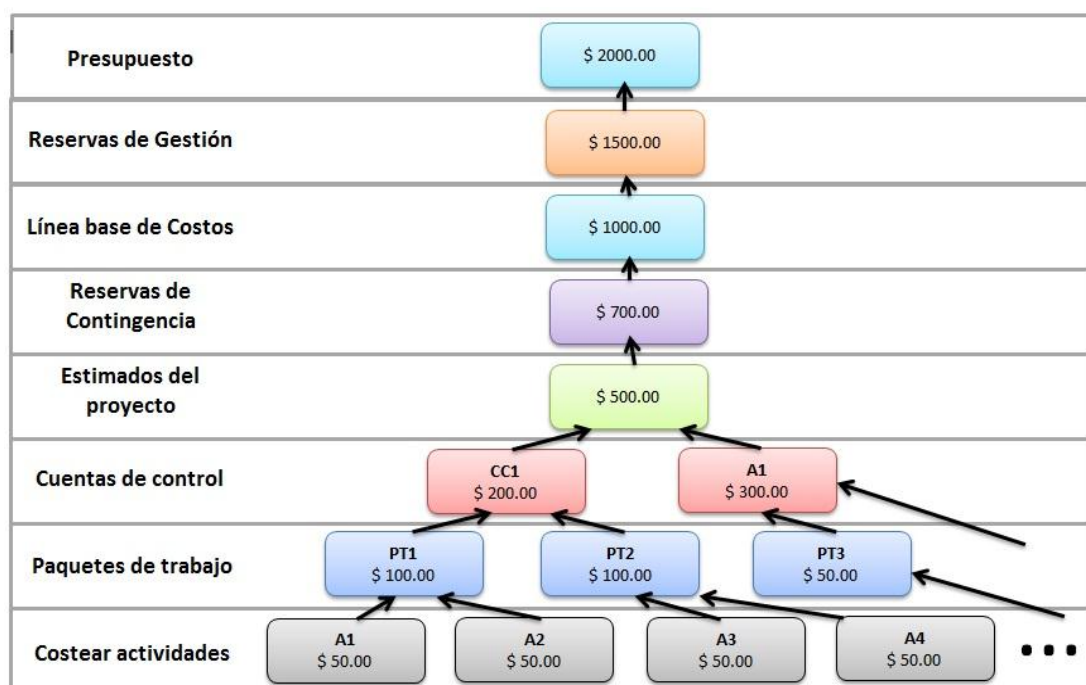 Presupuesto
$ 2000.00
Reservas de Gestión
$ 1500.00
Línea base de Costos
$ 1000.00
Reservas de
Contingencia
$ 700.00
Estimados del
proyecto
$ 500.00
Cuentas de control
CC1
$ 200.00
A1
$ 300.00
Paquetes de trabajo
PT1
$ 100.00
PT2
$ 100.00
PT3
$ 50.00
Costear actividades
A1
$ 50.00
A2
$ 50.00
A3
$ 50.00
A4
$ 50.00
...